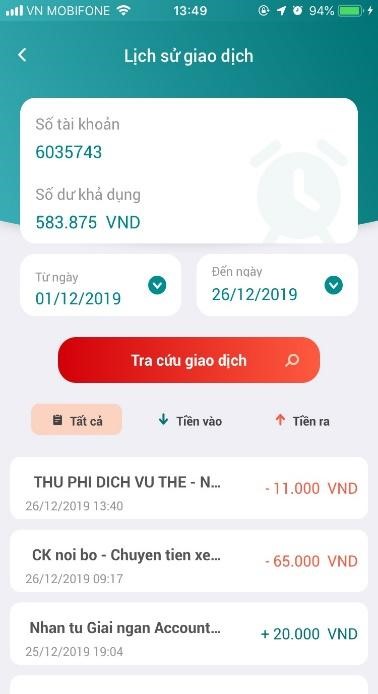 VN MOBIFONE 13:49 94%
Lịch sử giao dịch
Số tài khoản
6035743
Số dư khả dụng
583.875 VND
Từ ngày
01/12/2019
Đến ngày
26/12/2019
Tra cứu giao dịch
Tất cả
Tiền vào
Tiền ra
THU PHI DICH VU THE - N...
- 11.000 VND
26/12/2019 13:40
CK noi bo - Chuyen tien xe...
- 65.000 VND
26/12/2019 09:17
Nhan tu Giai ngan Account...
+ 20.000 VND
25/12/2019 19:04